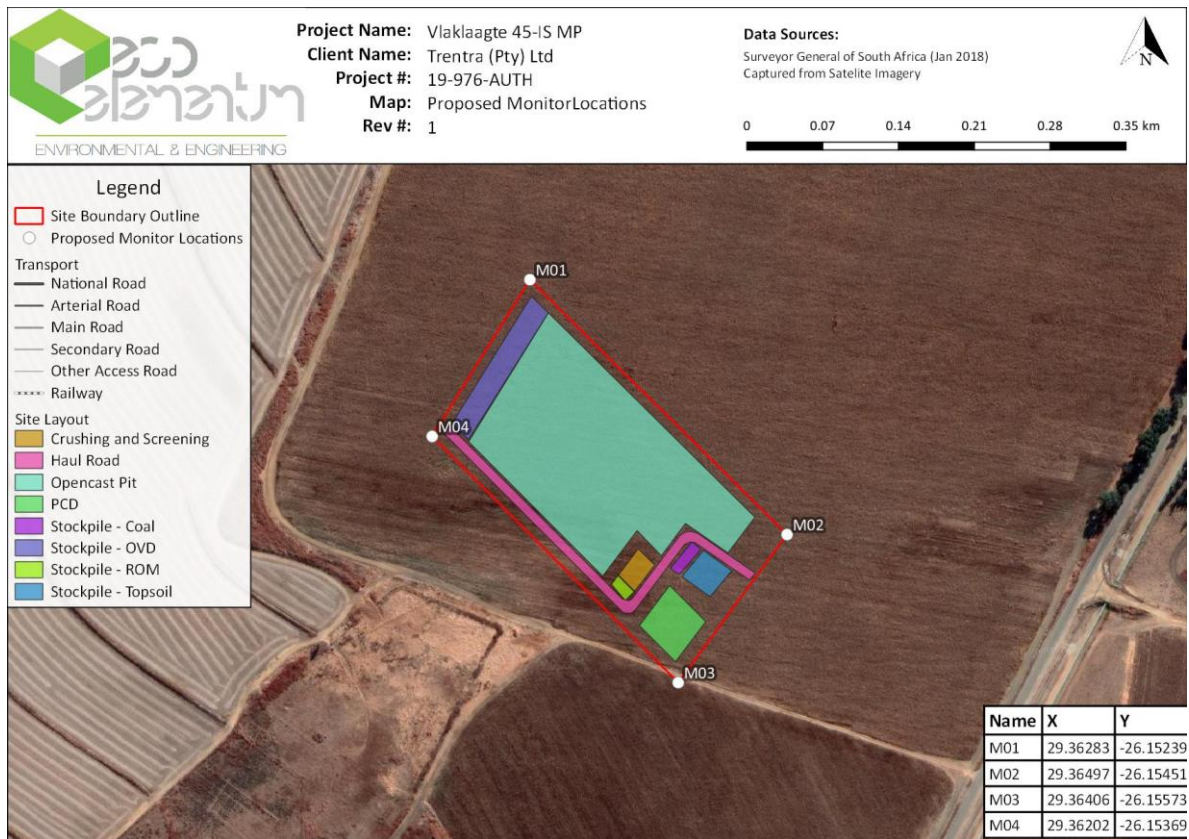 eco
elementum
ENVIRONMENTAL & ENGINEERING
Project Name: Vlaklaagte 45-IS MP
Client Name: Trentra (Pty) Ltd
Project #: 19-976-AUTH
Map: Proposed MonitorLocations
Rev #: 1
Data Sources:
Surveyor General of South Africa (Jan 2018)
Captured from Satelite Imagery
N
0 0.07 0.14 0.21 0.28 0.35 km
Legend
Site Boundary Outline
Proposed Monitor Locations
Transport
National Road
Arterial Road
Main Road
Secondary Road
Other Access Road
Railway
Site Layout
Crushing and Screening
Haul Road
Opencast Pit
PCD
Stockpile - Coal
Stockpile - OVD
Stockpile - ROM
Stockpile - Topsoil
M01
M04
M02
M03
Name X Y
M01 29.36283 -26.15239
M02 29.36497 -26.15451
M03 29.36406 -26.15573
M04 29.36202 -26.15369